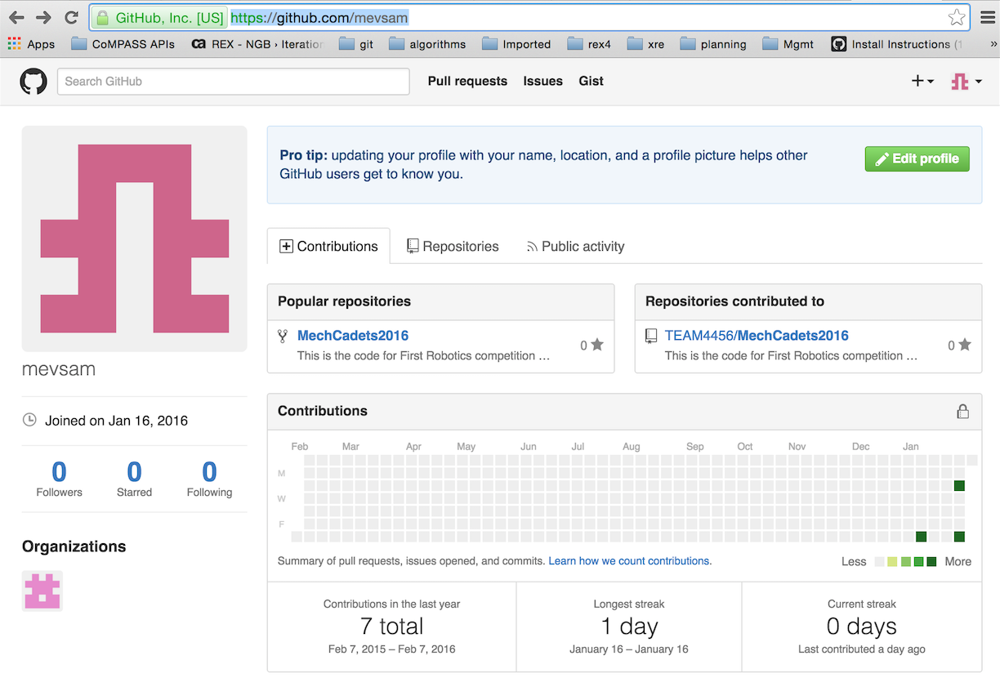 GitHub, Inc. [US] https://github.com/mevsam
Apps CoMPASS APIs REX - NGB › Iteration git algorithms Imported rex4 xre planning Mgmt Install Instructions (1 »
Search GitHub Pull requests Issues Gist
Pro tip: updating your profile with your name, location, and a profile picture helps other
GitHub users get to know you.
Edit profile
Contributions Repositories Public activity
Popular repositories
MechCadets2016
This is the code for First Robotics competition …
0
Repositories contributed to
TEAM4456/MechCadets2016
This is the code for First Robotics competition …
0
mevsam
Joined on Jan 16, 2016
0 0 0
Followers Starred Following
Organizations
Contributions
Feb Mar Apr May Jun Jul Aug Sep Oct Nov Dec Jan
M
W
F
Summary of pull requests, issues opened, and commits. Learn how we count contributions.
Less More
Contributions in the last year
7 total
Feb 7, 2015 – Feb 7, 2016
Longest streak
1 day
January 16 – January 16
Current streak
0 days
Last contributed a day ago